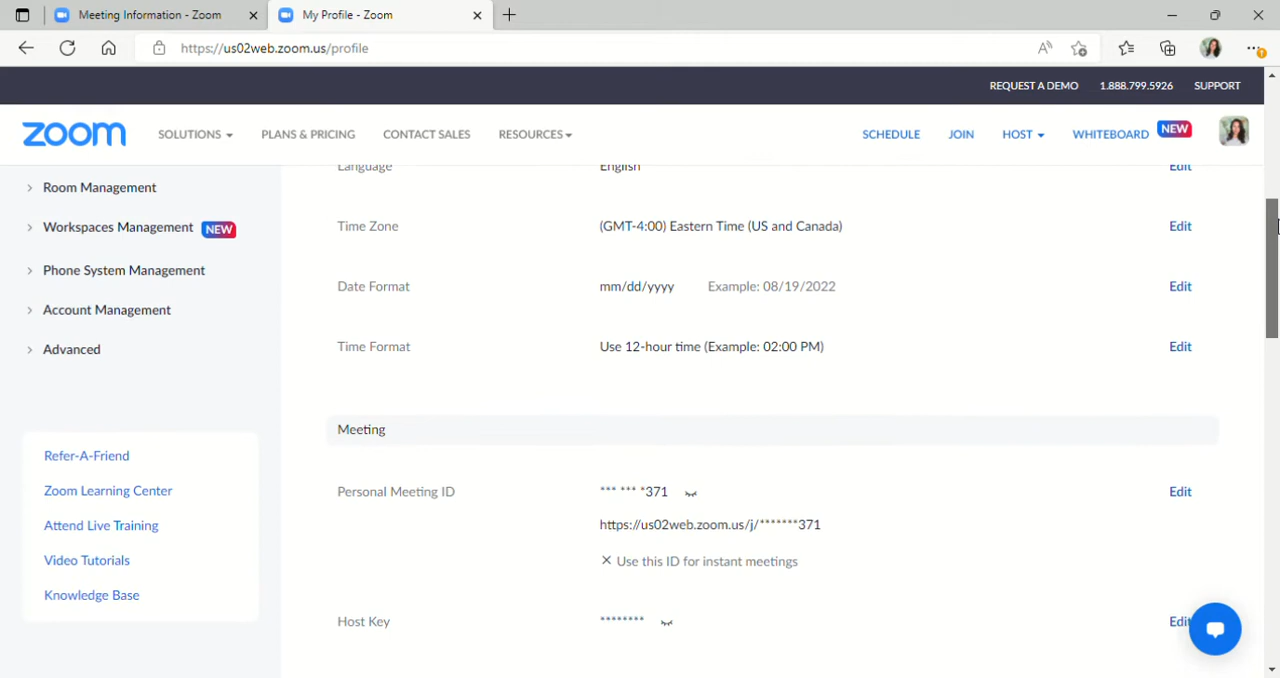 Meeting Information - Zoom
My Profile - Zoom
https://us02web.zoom.us/profile
REQUEST A DEMO 1.888.799.5926 SUPPORT
zoom SOLUTIONS PLANS & PRICING CONTACT SALES RESOURCES SCHEDULE JOIN HOST WHITEBOARD NEW
Language English Edit
Room Management
Workspaces Management NEW
Time Zone (GMT-4:00) Eastern Time (US and Canada) Edit
Phone System Management
Date Format mm/dd/yyyy Example: 08/19/2022 Edit
Account Management
Advanced
Time Format Use 12-hour time (Example: 02:00 PM) Edit
Meeting
Refer-A-Friend
Zoom Learning Center
Attend Live Training
Video Tutorials
Knowledge Base
Personal Meeting ID *** *** *371 Edit
https://us02web.zoom.us/j/*******371
Use this ID for instant meetings
Host Key ******** Edit